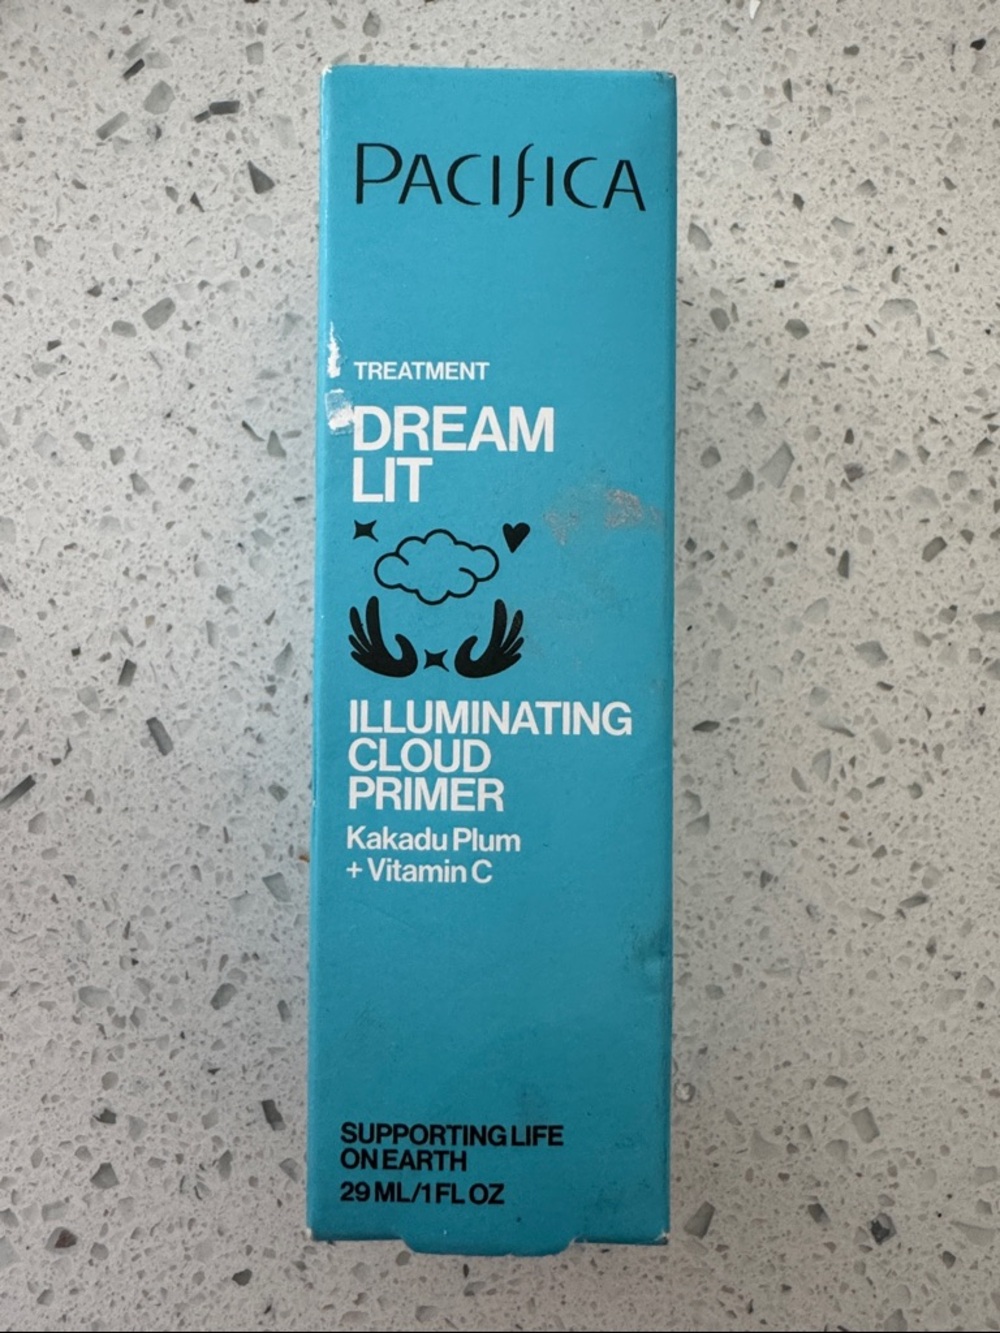 PACIFICA
TREATMENT
DREAM
LIT
ILLUMINATING
CLOUD
PRIMER
Kakadu Plum
+ Vitamin C
SUPPORTING LIFE
ON EARTH
29 ML/1 FL OZ